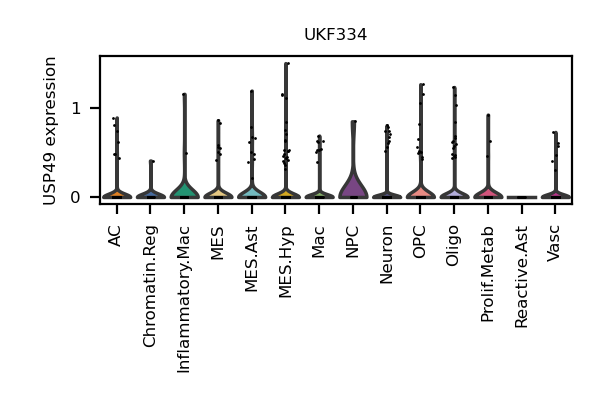 UKF334
USP49 expression
1
0
AC
Chromatin.Reg
Inflammatory.Mac
MES
MES.Ast
MES.Hyp
Mac
NPC
Neuron
OPC
Oligo
Prolif.Metab
Reactive.Ast
Vasc